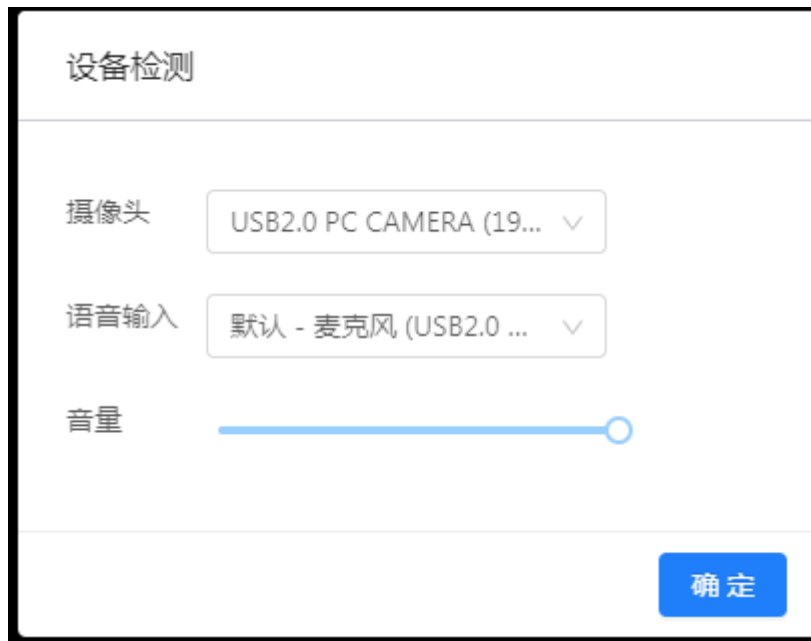 设备检测
摄像头 USB2.0 PC CAMERA (19...
语音输入 默认 - 麦克风 (USB2.0 ...
音量
确 定